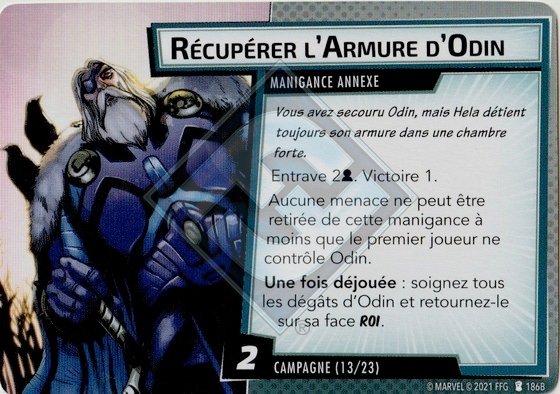 RÉCUPÉRER L'ARMURE D'ODIN
MANIGANCE ANNEXE
Vous avez secouru Odin, mais Hela détient
toujours son armure dans une chambre
forte.
Entrave 2. Victoire 1.
Aucune menace ne peut être
retirée de cette manigance à
moins que le premier joueur ne
contrôle Odin.
Une fois déjouée : soignez tous
les dégâts d'Odin et retournez-le
sur sa face ROI.
2
CAMPAGNE (13/23)
© MARVEL © 2021 FFG 186B
®